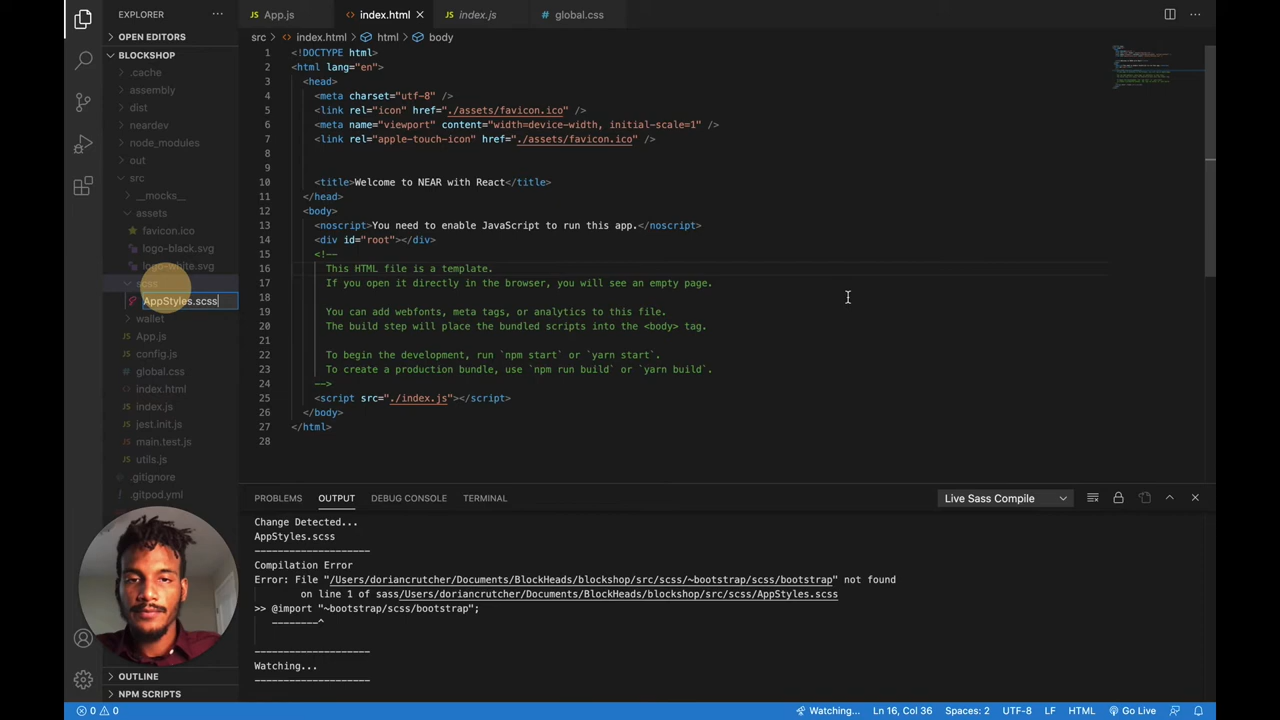 EXPLORER
OPEN EDITORS
BLOCKSHOP
.cache
assembly
dist
neardev
node_modules
out
src
__mocks__
assets
favicon.ico
logo-black.svg
logo-white.svg
scss
AppStyles.scss
wallet
App.js
config.js
global.css
index.html
index.js
jest.init.js
main.test.js
utils.js
.gitignore
.gitpod.yml
OUTLINE
NPM SCRIPTS
App.js index.html index.js global.css
src > index.html > html > body
1 <!DOCTYPE html>
2 <html lang="en">
3 <head>
4 <meta charset="utf-8" />
5 <link rel="icon" href="./assets/favicon.ico" />
6 <meta name="viewport" content="width=device-width, initial-scale=1" />
7 <link rel="apple-touch-icon" href="./assets/favicon.ico" />
8
9
10 <title>Welcome to NEAR with React</title>
11 </head>
12 <body>
13 <noscript>You need to enable JavaScript to run this app.</noscript>
14 <div id="root"></div>
15 <!--
16 This HTML file is a template.
17 If you open it directly in the browser, you will see an empty page.
18
19 You can add webfonts, meta tags, or analytics to this file.
20 The build step will place the bundled scripts into the <body> tag.
21
22 To begin the development, run `npm start` or `yarn start`.
23 To create a production bundle, use `npm run build` or `yarn build`.
24 -->
25 <script src="./index.js"></script>
26 </body>
27 </html>
28
PROBLEMS OUTPUT DEBUG CONSOLE TERMINAL Live Sass Compile
Change Detected...
AppStyles.scss
--------------------
Compilation Error
Error: File "/Users/doriancrutcher/Documents/BlockHeads/blockshop/src/scss/~bootstrap/scss/bootstrap" not found
on line 1 of sass/Users/doriancrutcher/Documents/BlockHeads/blockshop/src/scss/AppStyles.scss
>> @import "~bootstrap/scss/bootstrap";
--------^
--------------------
Watching...
--------------------
0 0 Watching... Ln 16, Col 36 Spaces: 2 UTF-8 LF HTML Go Live